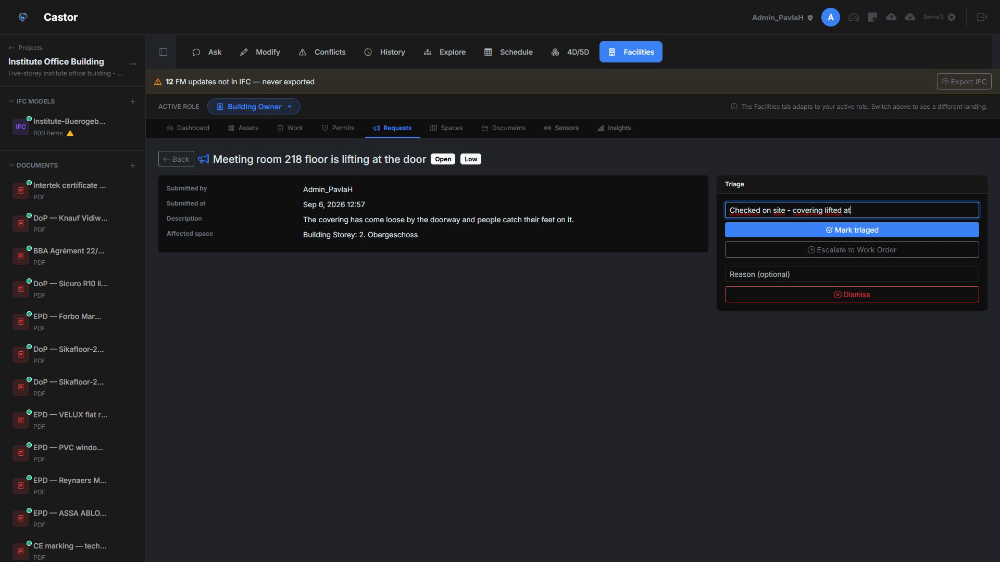 Castor
Admin_PavlaH
A
llama3
Projects
Institute Office Building
...
Five-storey institute office building - ...
IFC MODELS
IFC
Institute-Buerogeb...
800 items
DOCUMENTS
Intertek certificate ...
PDF
DoP — Knauf Vidiw...
PDF
BBA Agrément 22/...
PDF
DoP — Sicuro R10 li...
PDF
EPD — Forbo Mar...
PDF
DoP — Sikafloor-2...
PDF
DoP — Sikafloor-2...
PDF
EPD — VELUX flat r...
PDF
EPD — PVC windo...
PDF
EPD — Reynaers M...
PDF
EPD — ASSA ABLO...
PDF
CE marking — tech...
PDF
Ask
Modify
Conflicts
History
Explore
Schedule
4D/5D
Facilities
12 FM updates not in IFC — never exported
Export IFC
ACTIVE ROLE
Building Owner
The Facilities tab adapts to your active role. Switch above to see a different landing.
Dashboard
Assets
Work
Permits
Requests
Spaces
Documents
Sensors
Insights
Back
Meeting room 218 floor is lifting at the door
Open
Low
Submitted by
Admin_PavlaH
Submitted at
Sep 6, 2026 12:57
Description
The covering has come loose by the doorway and people catch their feet on it.
Affected space
Building Storey: 2. Obergeschoss
Triage
Checked on site - covering lifted at
Mark triaged
Escalate to Work Order
Reason (optional)
Dismiss